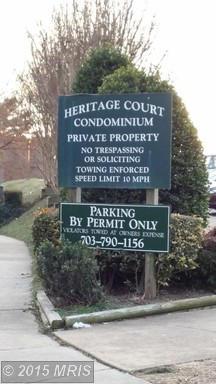 HERITAGE COURT
CONDOMINIUM
PRIVATE PROPERTY
NO TRESPASSING
OR SOLICITING
TOWING ENFORCED
SPEED LIMIT 10 MPH
PARKING
BY PERMIT ONLY
VIOLATORS TOWED AT OWNERS EXPENSE
703-790-1156
© 2015 MRIS